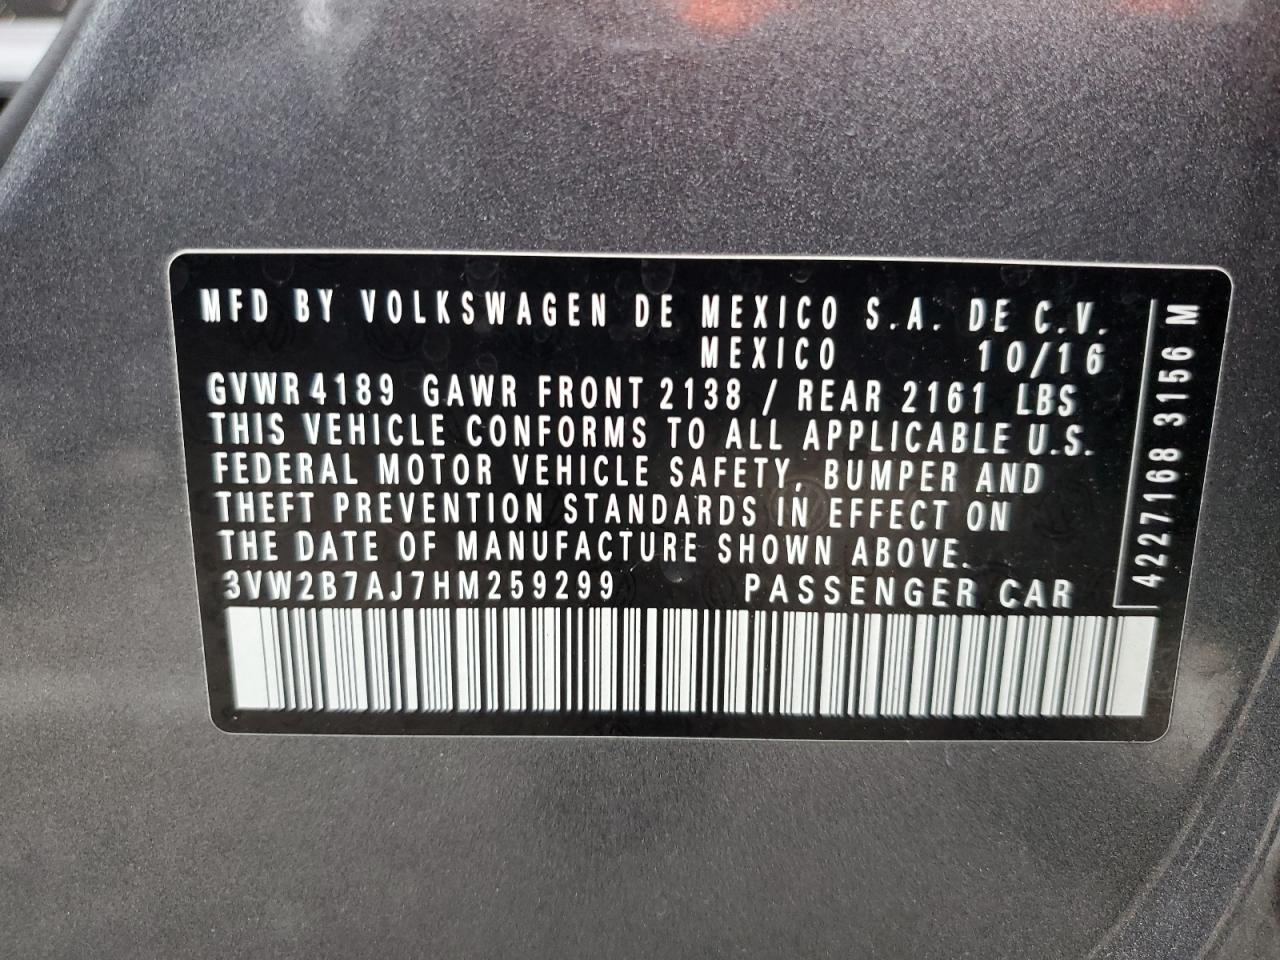 MFD BY VOLKSWAGEN DE MEXICO S.A. DE C.V.
MEXICO 10/16
GVWR 4189 GAWR FRONT 2138 / REAR 2161 LBS
THIS VEHICLE CONFORMS TO ALL APPLICABLE U.S.
FEDERAL MOTOR VEHICLE SAFETY, BUMPER AND
THEFT PREVENTION STANDARDS IN EFFECT ON
THE DATE OF MANUFACTURE SHOWN ABOVE.
3VW2B7AJ7HM259299 PASSENGER CAR
4227168 3156 M